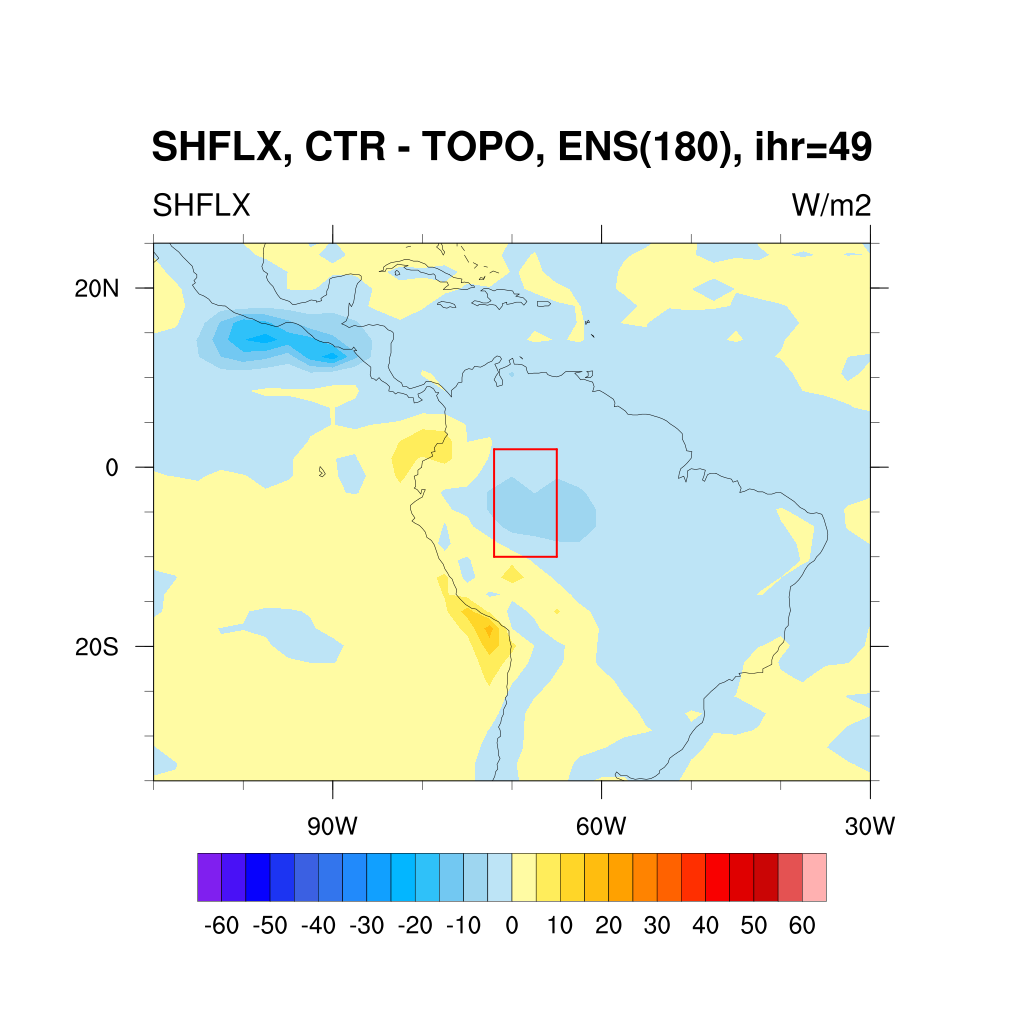 SHFLX, CTR - TOPO, ENS(180), ihr=49
SHFLX W/m2
20N
0
20S
90W 60W 30W
-60 -50 -40 -30 -20 -10 0 10 20 30 40 50 60